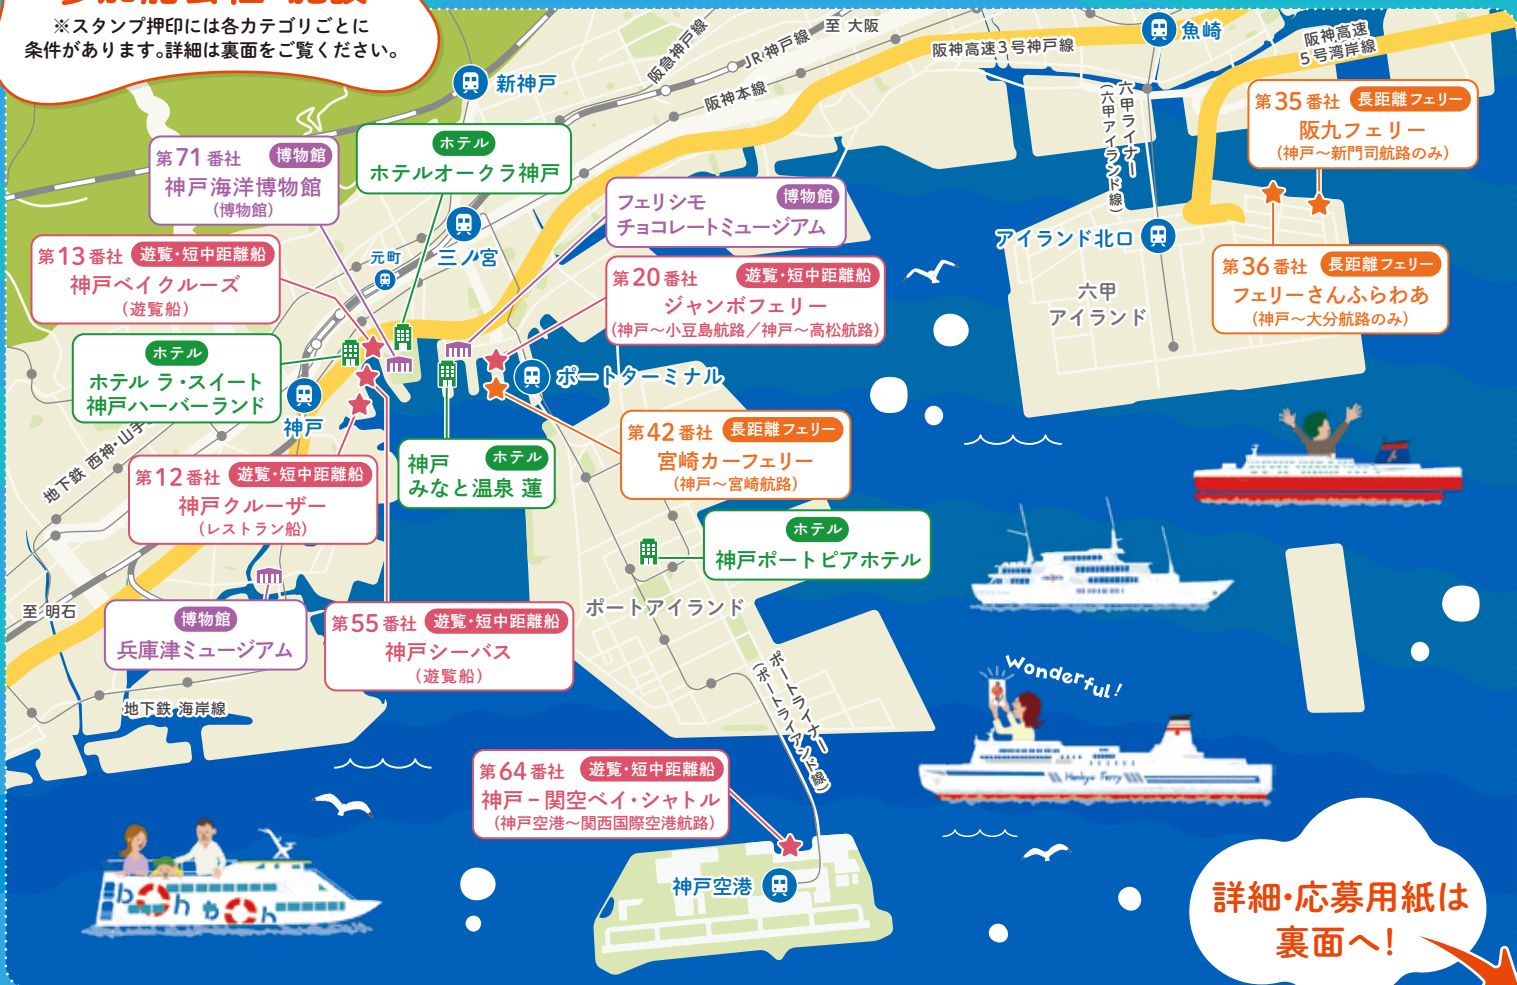 ※スタンプ押印には各カテゴリごとに
条件があります。詳細は裏面をご覧ください。
新神戸
阪急神戸線
JR神戸線
至 大阪
阪神本線
阪神高速3号神戸線
魚崎
阪神高速
5号湾岸線
六甲ライナー
(六甲アイランド線)
第35番社 長距離フェリー
阪九フェリー
(神戸～新門司航路のみ)
第71番社 博物館
神戸海洋博物館
(博物館)
ホテル
ホテルオークラ神戸
フェリシモ 博物館
チョコレートミュージアム
第13番社 遊覧・短中距離船
神戸ベイクルーズ
(遊覧船)
元町
三ノ宮
第20番社 遊覧・短中距離船
ジャンボフェリー
(神戸～小豆島航路／神戸～高松航路)
アイランド北口
六甲
アイランド
第36番社 長距離フェリー
フェリーさんふらわあ
(神戸～大分航路のみ)
ホテル
ホテル ラ・スイート
神戸ハーバーランド
神戸
ポートターミナル
地下鉄 西神・山手
第42番社 長距離フェリー
宮崎カーフェリー
(神戸～宮崎航路)
神戸 ホテル
みなと温泉 蓮
第12番社 遊覧・短中距離船
神戸クルーザー
(レストラン船)
ホテル
神戸ポートピアホテル
至 明石
博物館
兵庫津ミュージアム
第55番社 遊覧・短中距離船
神戸シーバス
(遊覧船)
ポートアイランド
ポートライナー
(ポートアイランド線)
地下鉄 海岸線
Wonderful!
Hankyu Ferry
第64番社 遊覧・短中距離船
神戸－関空ベイ・シャトル
(神戸空港～関西国際空港航路)
神戸空港
boh boh
詳細・応募用紙は
裏面へ!